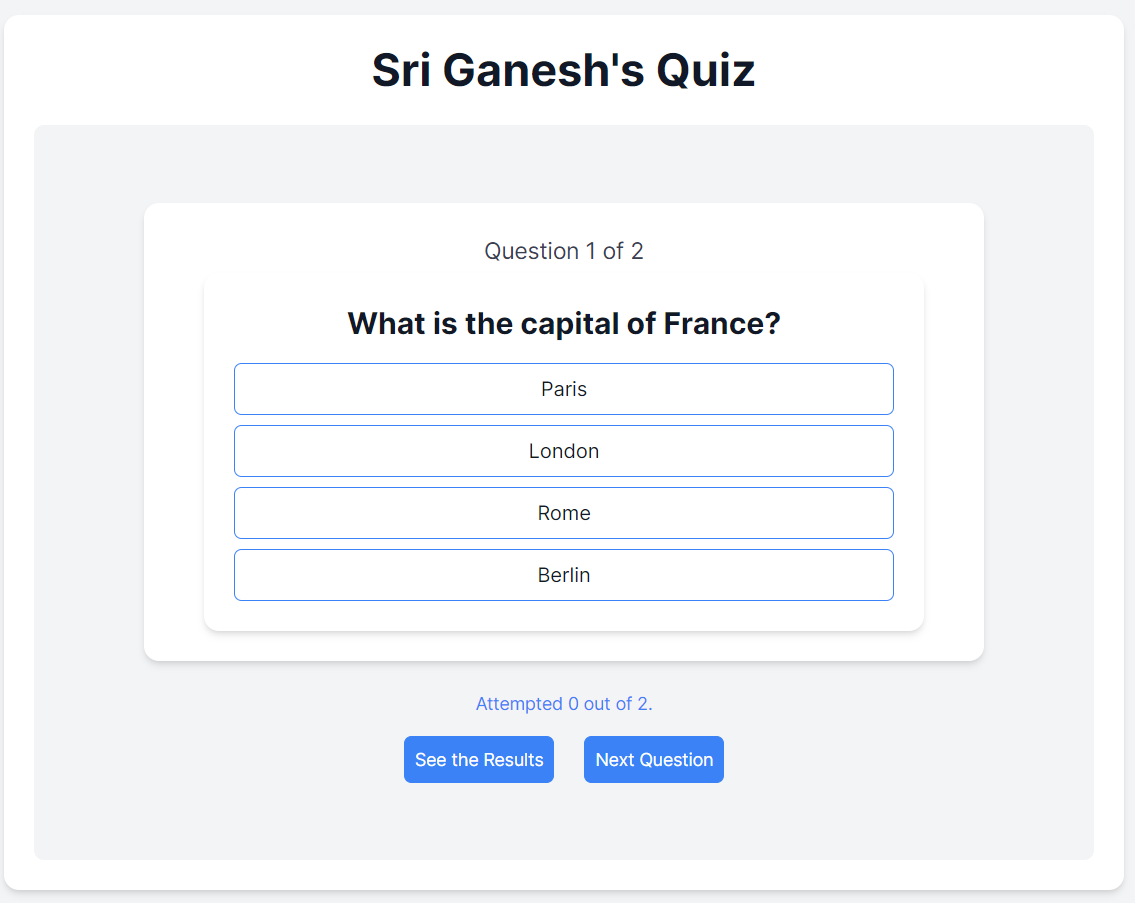 Sri Ganesh's Quiz
Question 1 of 2
What is the capital of France?
Paris
London
Rome
Berlin
Attempted 0 out of 2.
See the Results
Next Question